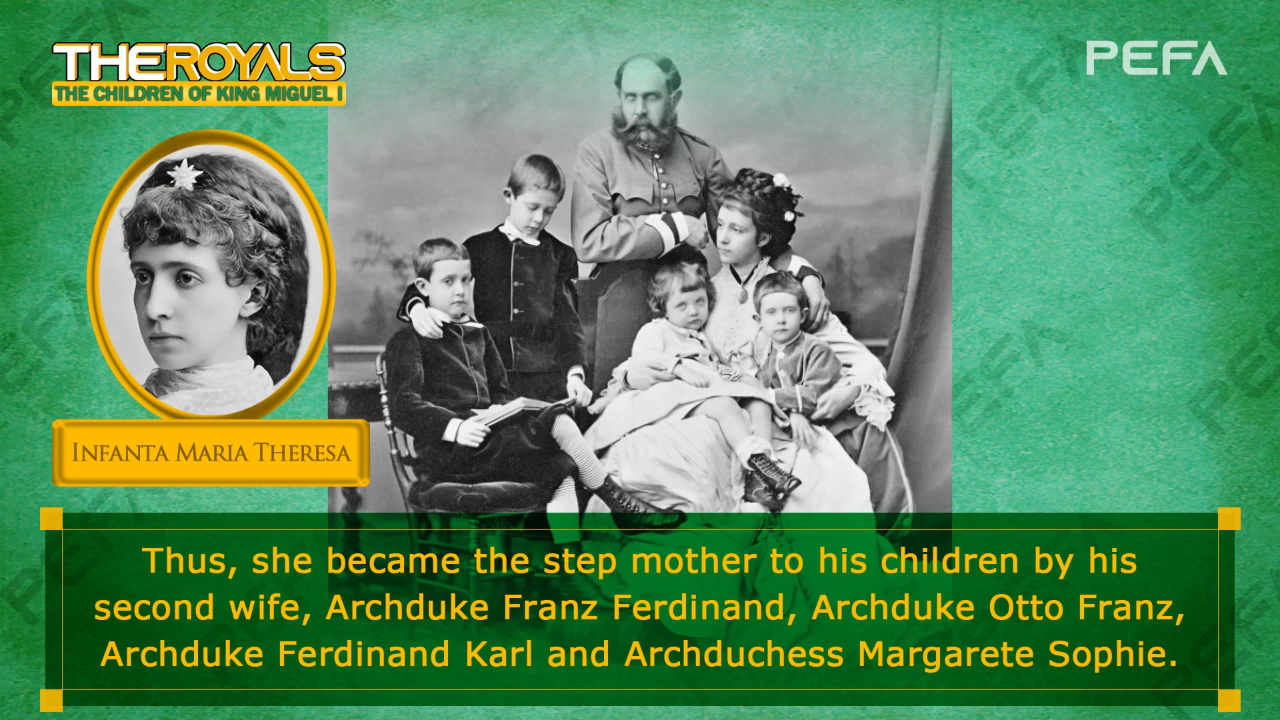 THEROYALS
THE CHILDREN OF KING MIGUEL I
PEFA
INFANTA MARIA THERESA
Thus, she became the step mother to his children by his
second wife, Archduke Franz Ferdinand, Archduke Otto Franz,
Archduke Ferdinand Karl and Archduchess Margarete Sophie.